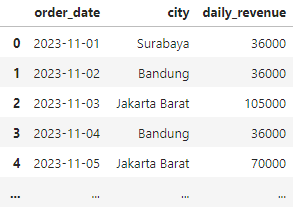 order_date city daily_revenue
0 2023-11-01 Surabaya 36000
1 2023-11-02 Bandung 36000
2 2023-11-03 Jakarta Barat 105000
3 2023-11-04 Bandung 36000
4 2023-11-05 Jakarta Barat 70000
... ... ... ...